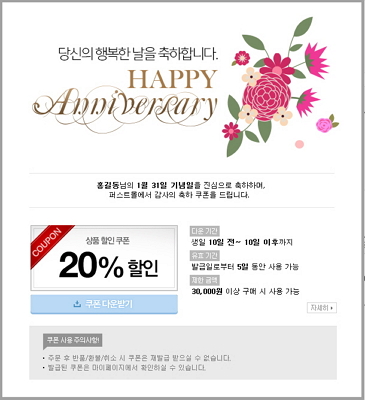 당신의 행복한 날을 축하합니다.
HAPPY
Anniversary
홍길동님의 1월 31일 기념일을 진심으로 축하하며,
퍼스트몰에서 감사의 축하 쿠폰을 드립니다.
COUPON
상품 할인 쿠폰
20% 할인
쿠폰 다운받기
다운 기간
생일 10일 전~ 10일 이후까지
유효 기간
발급일로부터 5일 동안 사용 가능
제한 금액
30,000원 이상 구매 시 사용 가능
자세히 ›
쿠폰 사용 주의사항!
• 주문 후 반품/환불/취소 시 쿠폰은 재발급 받으실 수 없습니다.
• 발급된 쿠폰은 마이페이지에서 확인하실 수 있습니다.